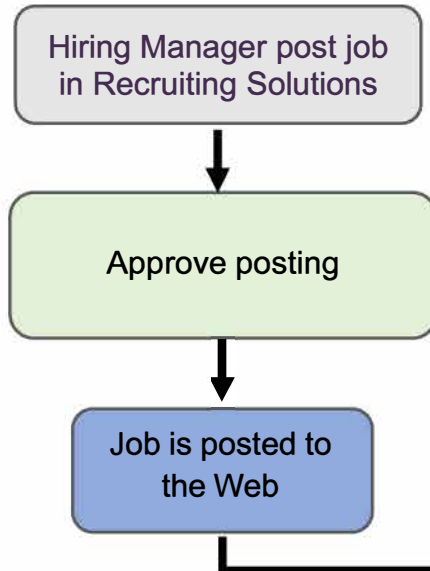 Hiring Manager post job
in Recruiting Solutions
Approve posting
Job is posted to
the Web